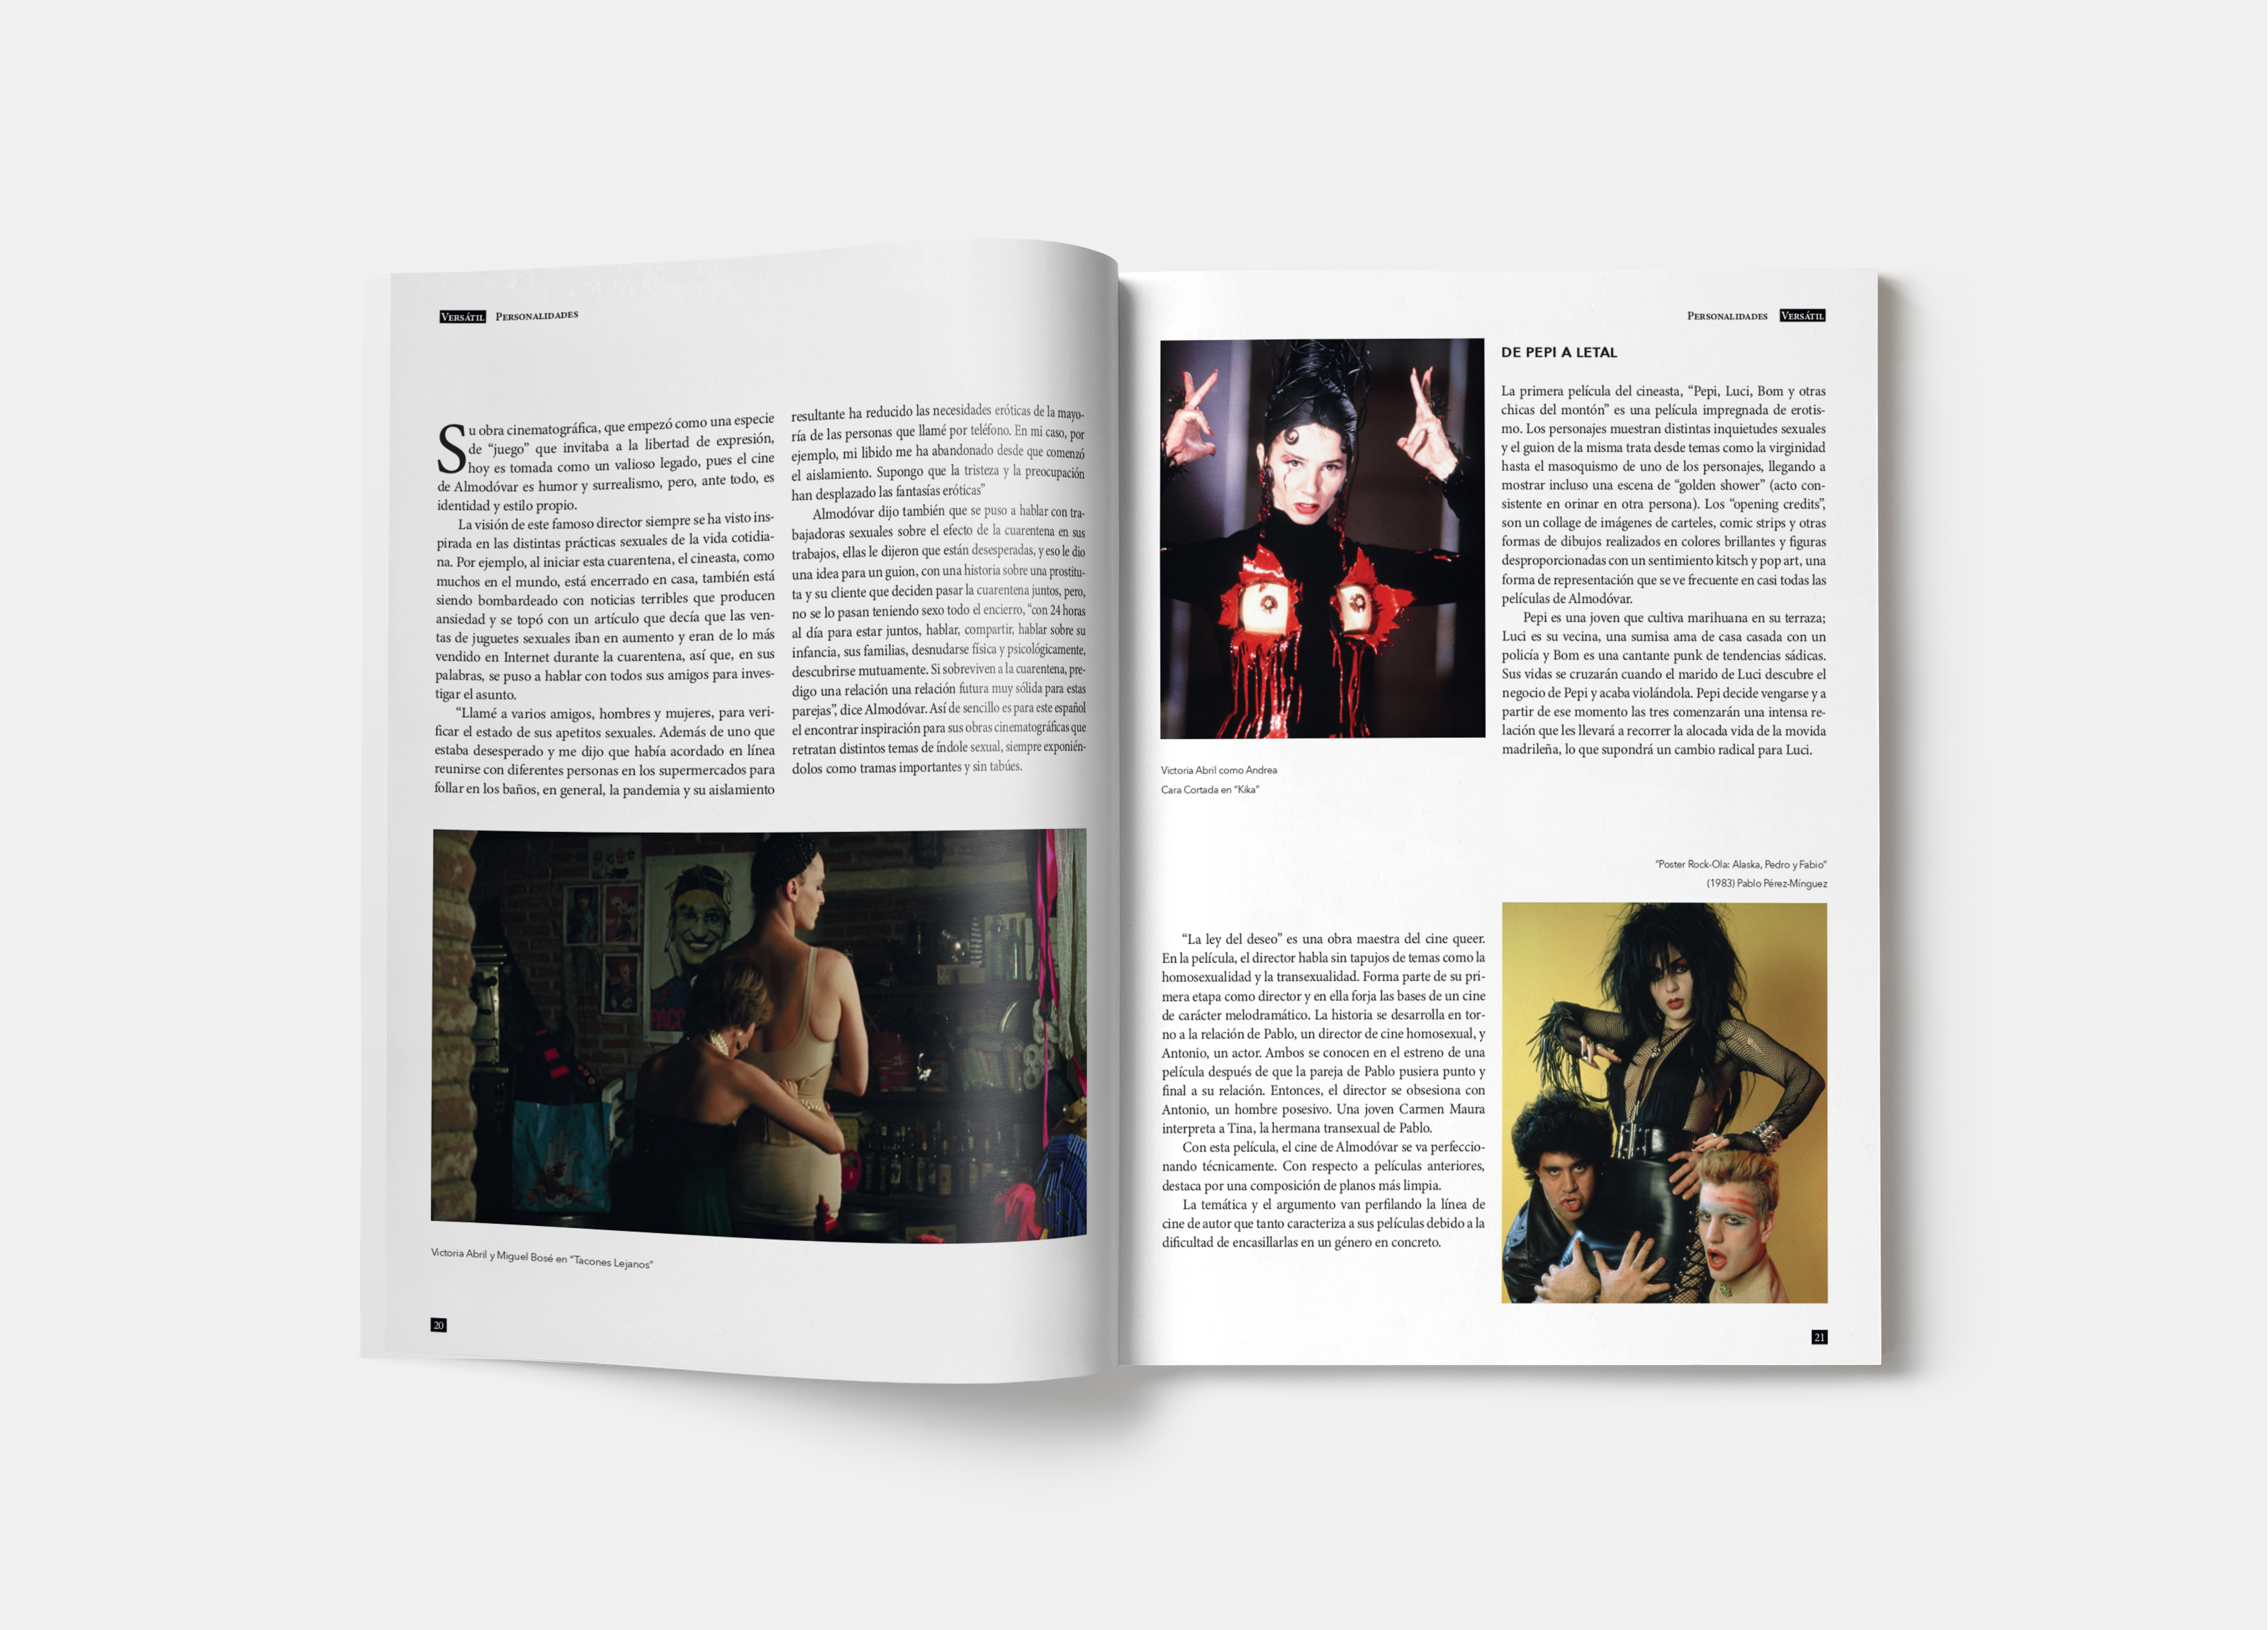 VERSÁTIL PERSONALIDADES
Su obra cinematográfica, que empezó como una especie
de “juego” que invitaba a la libertad de expresión,
hoy es tomada como un valioso legado, pues el cine
de Almodóvar es humor y surrealismo, pero, ante todo, es
identidad y estilo propio.
La visión de este famoso director siempre se ha visto ins-
pirada en las distintas prácticas sexuales de la vida cotidia-
na. Por ejemplo, al iniciar esta cuarentena, el cineasta, como
muchos en el mundo, está encerrado en casa, también está
siendo bombardeado con noticias terribles que producen
ansiedad y se topó con un artículo que decía que las ven-
tas de juguetes sexuales iban en aumento y eran de lo más
vendido en Internet durante la cuarentena, así que, en sus
palabras, se puso a hablar con todos sus amigos para inves-
tigar el asunto.
“Llamé a varios amigos, hombres y mujeres, para veri-
ficar el estado de sus apetitos sexuales. Además de uno que
estaba desesperado y me dijo que había acordado en línea
reunirse con diferentes personas en los supermercados para
follar en los baños, en general, la pandemia y su aislamiento
resultante ha reducido las necesidades eróticas de la mayo-
ría de las personas que llamé por teléfono. En mi caso, por
ejemplo, mi libido me ha abandonado desde que comenzó
el aislamiento. Supongo que la tristeza y la preocupación
han desplazado las fantasías eróticas”
Almodóvar dijo también que se puso a hablar con tra-
bajadoras sexuales sobre el efecto de la cuarentena en sus
trabajos, ellas le dijeron que están desesperadas, y eso le dio
una idea para un guion, con una historia sobre una prostitu-
ta y su cliente que deciden pasar la cuarentena juntos, pero,
no se lo pasan teniendo sexo todo el encierro, “con 24 horas
al día para estar juntos, hablar, compartir, hablar sobre su
infancia, sus familias, desnudarse física y psicológicamente,
descubrirse mutuamente. Si sobreviven a la cuarentena, pre-
digo una relación una relación futura muy sólida para estas
parejas”, dice Almodóvar. Así de sencillo es para este español
el encontrar inspiración para sus obras cinematográficas que
retratan distintos temas de índole sexual, siempre exponién-
dolos como tramas importantes y sin tabúes.
PACO
Victoria Abril y Miguel Bosé en “Tacones Lejanos”
20
PERSONALIDADES VERSÁTIL
Victoria Abril como Andrea
Cara Cortada en “Kika”
DE PEPI A LETAL
La primera película del cineasta, “Pepi, Luci, Bom y otras
chicas del montón” es una película impregnada de erotis-
mo. Los personajes muestran distintas inquietudes sexuales
y el guion de la misma trata desde temas como la virginidad
hasta el masoquismo de uno de los personajes, llegando a
mostrar incluso una escena de “golden shower” (acto con-
sistente en orinar en otra persona). Los “opening credits”,
son un collage de imágenes de carteles, comic strips y otras
formas de dibujos realizados en colores brillantes y figuras
desproporcionadas con un sentimiento kitsch y pop art, una
forma de representación que se ve frecuente en casi todas las
películas de Almodóvar.
Pepi es una joven que cultiva marihuana en su terraza;
Luci es su vecina, una sumisa ama de casa casada con un
policía y Bom es una cantante punk de tendencias sádicas.
Sus vidas se cruzarán cuando el marido de Luci descubre el
negocio de Pepi y acaba violándola. Pepi decide vengarse y a
partir de ese momento las tres comenzarán una intensa re-
lación que les llevará a recorrer la alocada vida de la movida
madrileña, lo que supondrá un cambio radical para Luci.
“La ley del deseo” es una obra maestra del cine queer.
En la película, el director habla sin tapujos de temas como la
homosexualidad y la transexualidad. Forma parte de su pri-
mera etapa como director y en ella forja las bases de un cine
de carácter melodramático. La historia se desarrolla en tor-
no a la relación de Pablo, un director de cine homosexual, y
Antonio, un actor. Ambos se conocen en el estreno de una
película después de que la pareja de Pablo pusiera punto y
final a su relación. Entonces, el director se obsesiona con
Antonio, un hombre posesivo. Una joven Carmen Maura
interpreta a Tina, la hermana transexual de Pablo.
Con esta película, el cine de Almodóvar se va perfeccio-
nando técnicamente. Con respecto a películas anteriores,
destaca por una composición de planos más limpia.
La temática y el argumento van perfilando la línea de
cine de autor que tanto caracteriza a sus películas debido a la
dificultad de encasillarlas en un género en concreto.
“Poster Rock-Ola: Alaska, Pedro y Fabio”
(1983) Pablo Pérez-Mínguez
21